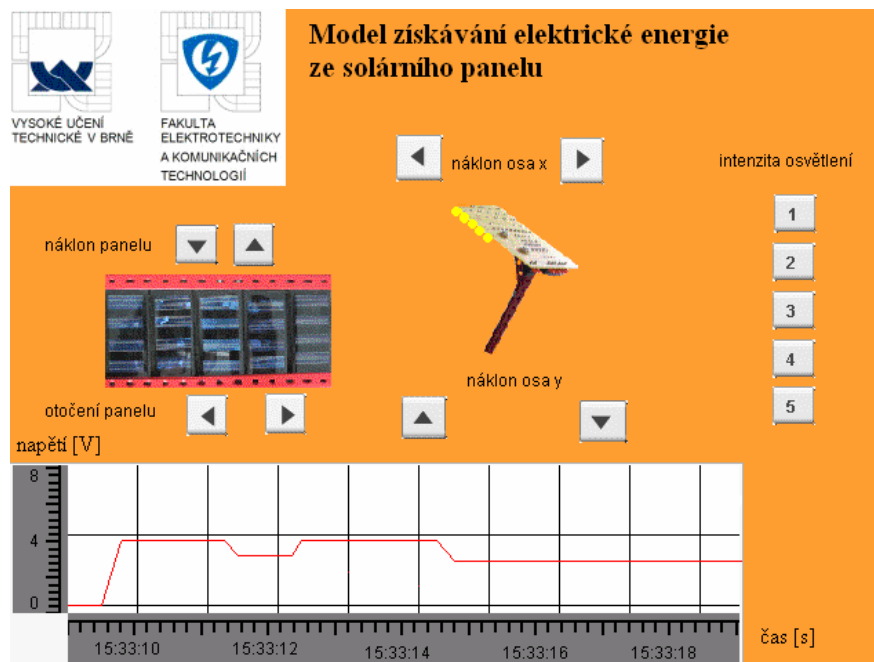 Model získávání elektrické energie
ze solárního panelu
VYSOKÉ UČENÍ
TECHNICKÉ V BRNĚ
FAKULTA
ELEKTROTECHNIKY
A KOMUNIKAČNÍCH
TECHNOLOGIÍ
náklon osa x
intenzita osvětlení
1
2
3
4
5
náklon panelu
náklon osa y
otočení panelu
napětí [V]
8
4
0
15:33:10
15:33:12
15:33:14
15:33:16
15:33:18
čas [s]